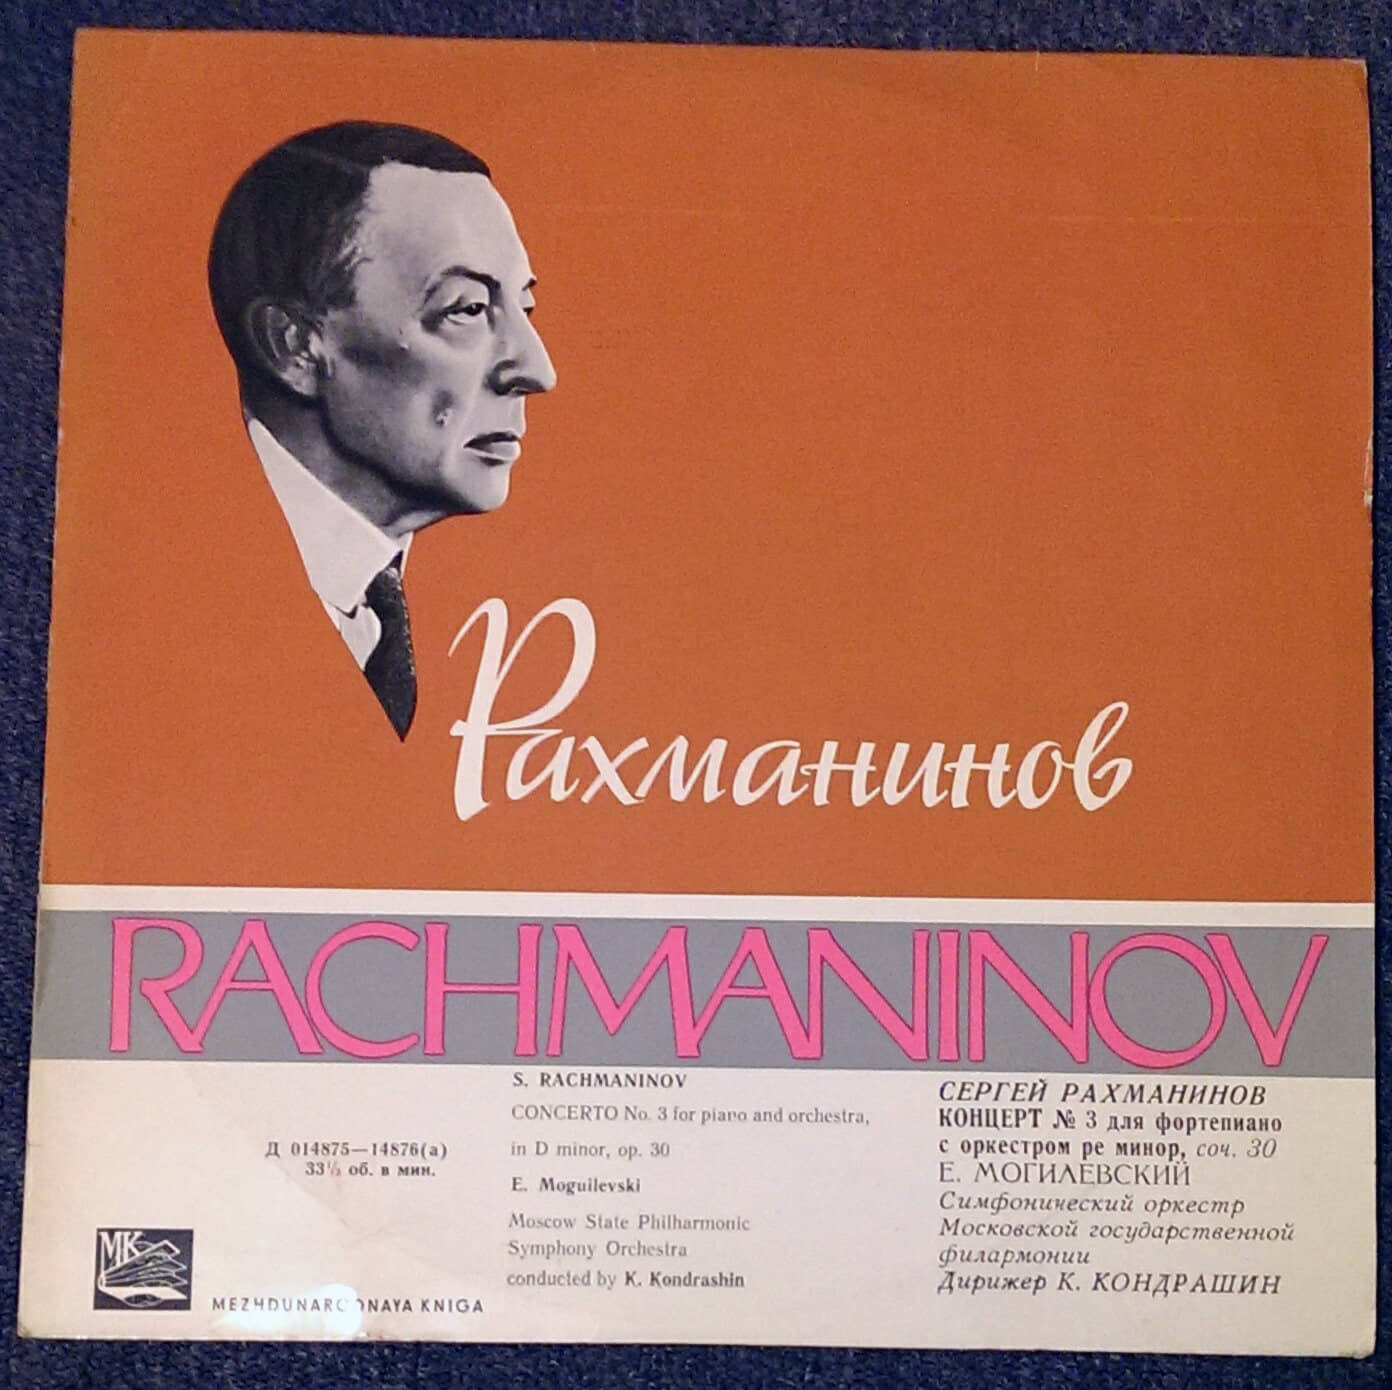 Рахманинов
RACHMANINOV
Д 014875—14876(а)
33⅓ об. в мин.
МК
MEZHDUNARODNAYA KNIGA
S. RACHMANINOV
CONCERTO No. 3 for piano and orchestra,
in D minor, op. 30
E. Moguilevski
Moscow State Philharmonic
Symphony Orchestra
conducted by K. Kondrashin
СЕРГЕЙ РАХМАНИНОВ
КОНЦЕРТ № 3 для фортепиано
с оркестром ре минор, соч. 30
Е. МОГИЛЕВСКИЙ
Симфонический оркестр
Московской государственной
филармонии
Дирижер К. КОНДРАШИН